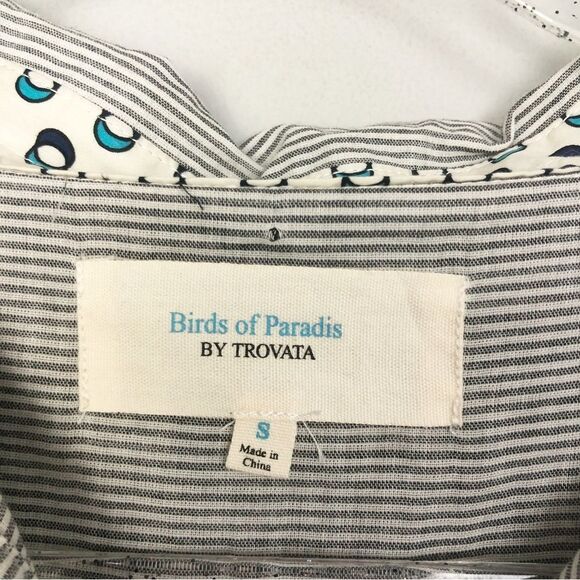 Birds of Paradis
BY TROVATA
S
Made in
China